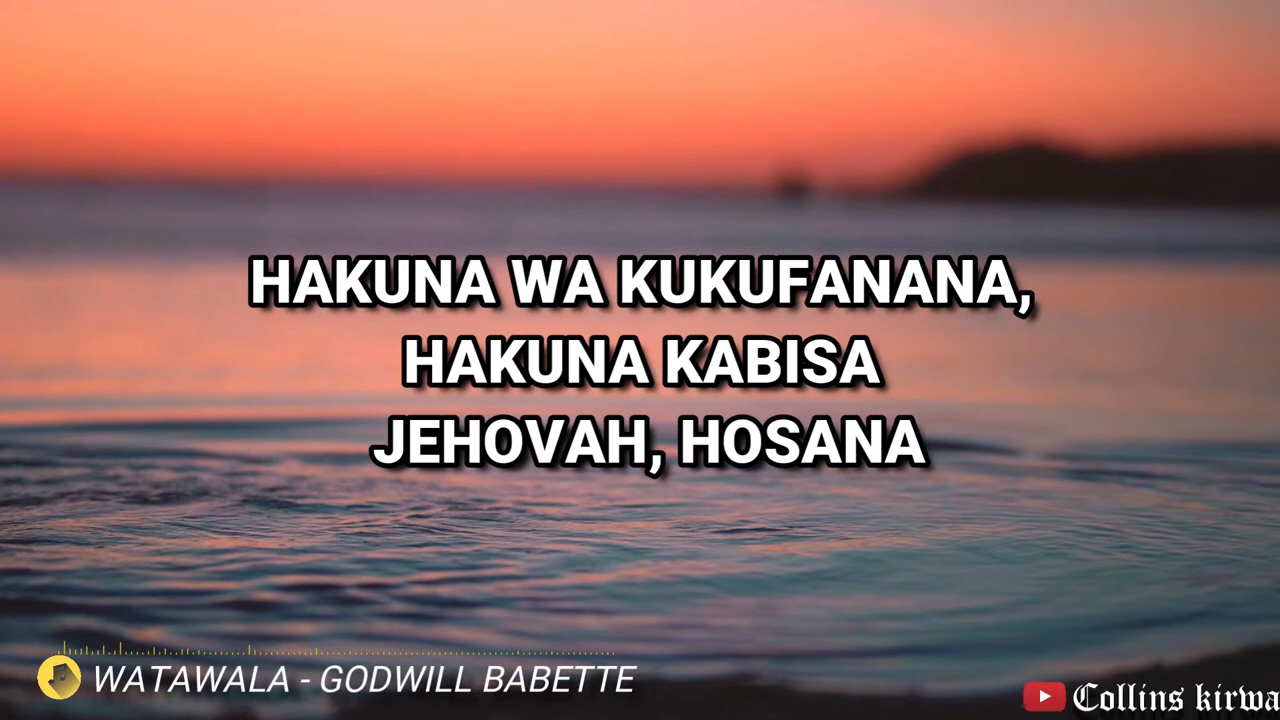 HAKUNA WA KUKUFANANA,
HAKUNA KABISA
JEHOVAH, HOSANA
WATAWALA - GODWILL BABETTE
Collins kirwa